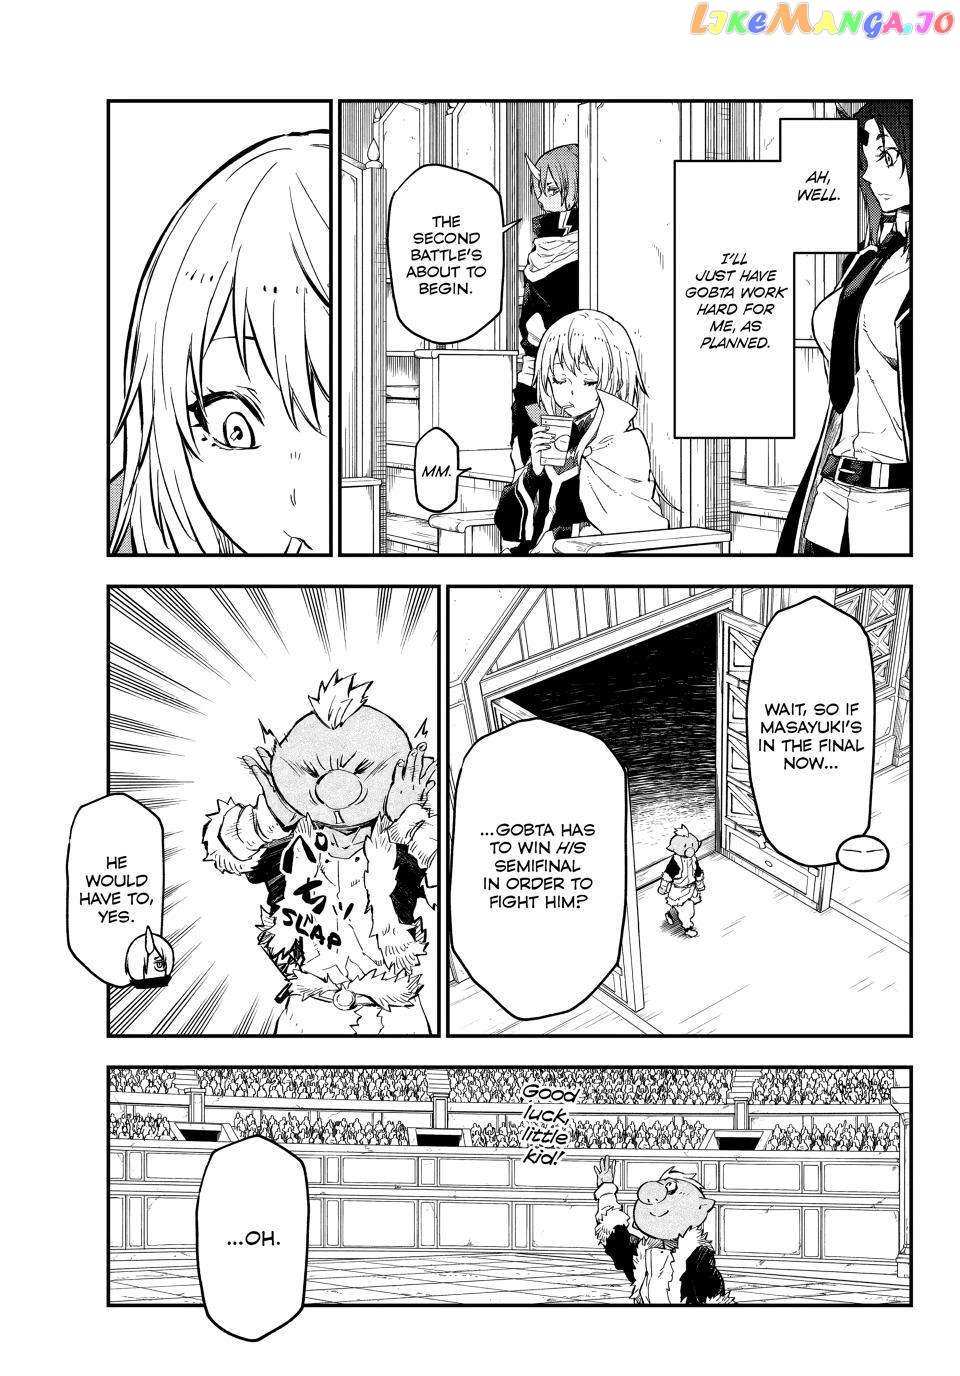 LIKEMANGA.IO
AH,
WELL.
I'LL
JUST HAVE
GOBTA WORK
HARD FOR
ME, AS
PLANNED.
THE
SECOND
BATTLE'S
ABOUT TO
BEGIN.
MM.
WAIT, SO IF
MASAYUKI'S
IN THE FINAL
NOW...
...GOBTA HAS
TO WIN HIS
SEMIFINAL
IN ORDER TO
FIGHT HIM?
SLAP
HE
WOULD
HAVE TO,
YES.
Good
luck,
little
kid!
...OH.